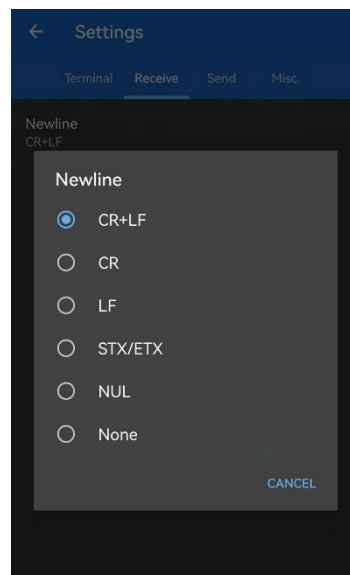 Settings
Terminal Receive Send Misc.
Newline
CR+LF
Newline
CR+LF
CR
LF
STX/ETX
NUL
None
CANCEL